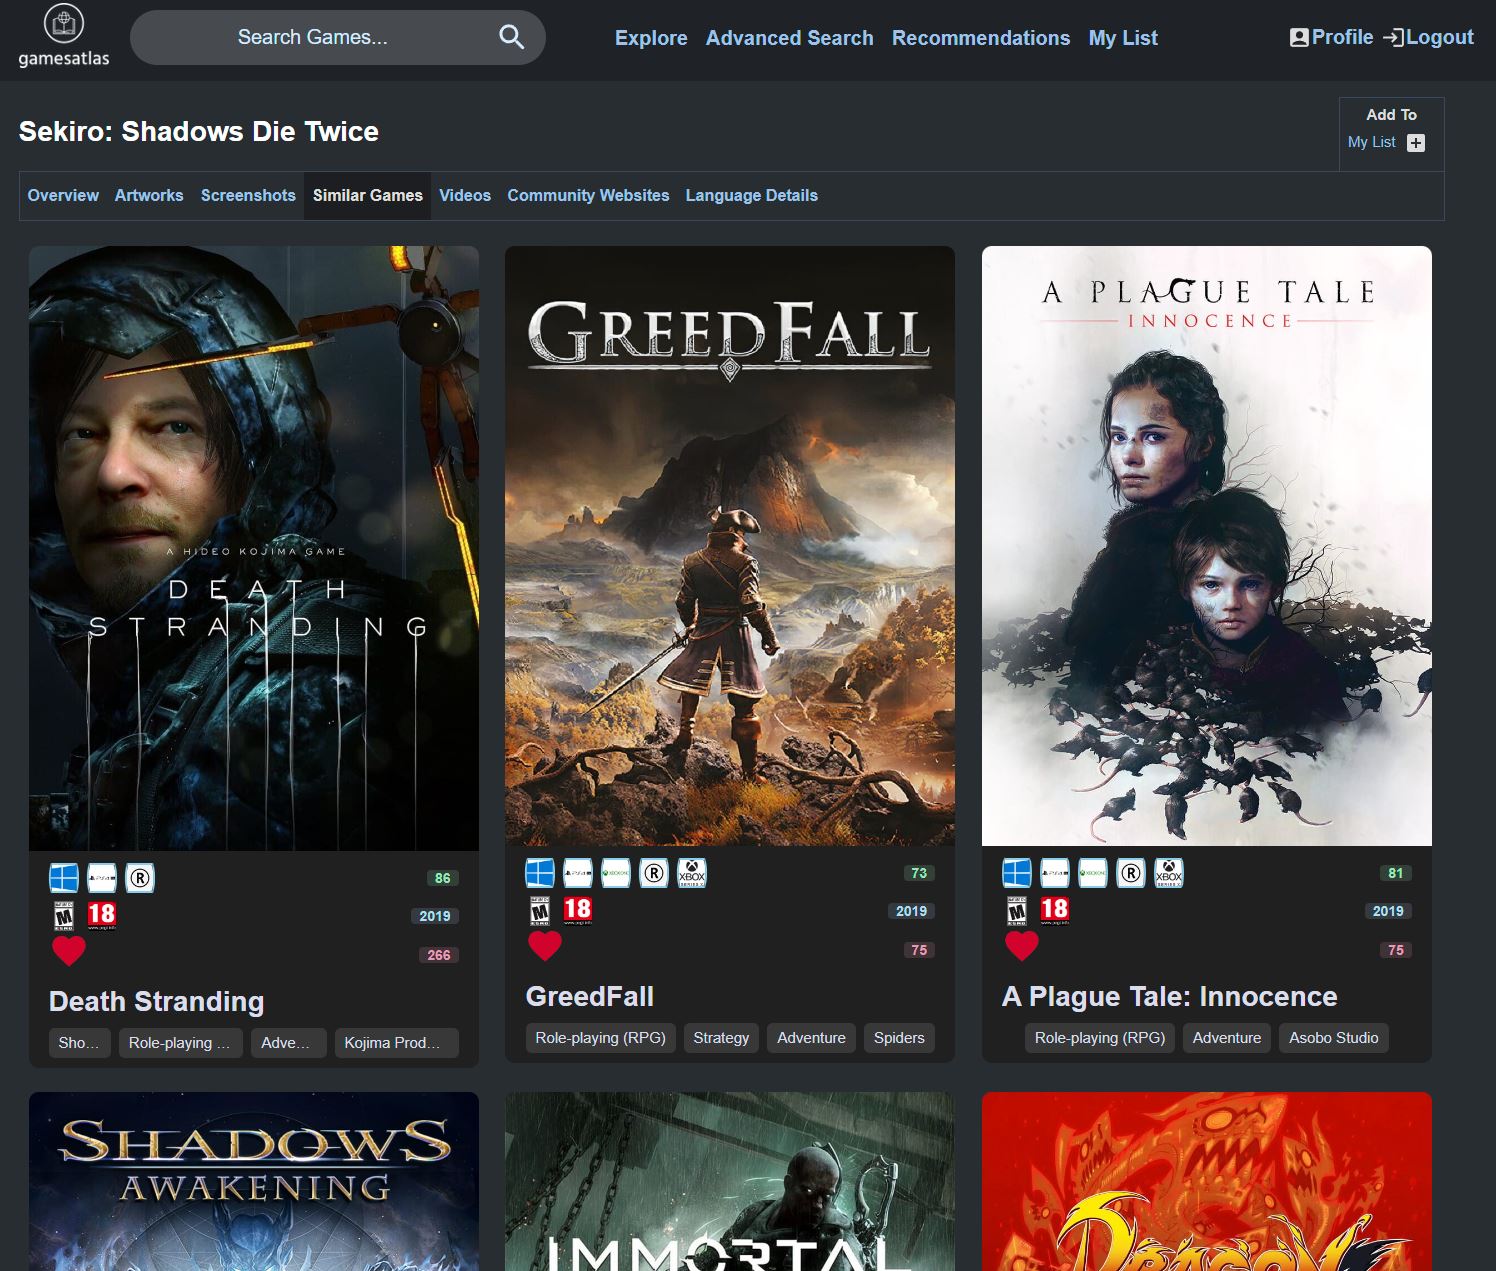 gamesatlas
Search Games...
Explore
Advanced Search
Recommendations
My List
Profile
Logout
Sekiro: Shadows Die Twice
Add To
My List
Overview
Artworks
Screenshots
Similar Games
Videos
Community Websites
Language Details
A HIDEO KOJIMA GAME
DEATH
STRANDING
86
M
18
2019
266
Death Stranding
Sho...
Role-playing ...
Adve...
Kojima Prod...
GREEDFALL
XBOX
73
M
18
2019
75
GreedFall
Role-playing (RPG)
Strategy
Adventure
Spiders
A PLAGUE TALE
INNOCENCE
XBOX
81
M
18
2019
75
A Plague Tale: Innocence
Role-playing (RPG)
Adventure
Asobo Studio
SHADOWS
AWAKENING
IMMORTAL
DRAGON